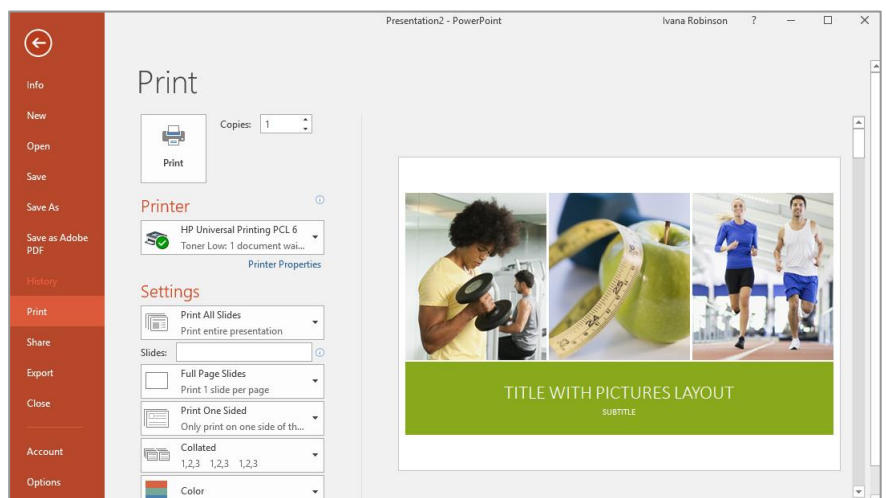 Presentation2 - PowerPoint
Ivana Robinson ?
Info
New
Open
Save
Save As
Save as Adobe
PDF
History
Print
Share
Export
Close
Account
Options
Print
Copies: 1
Print
Printer
HP Universal Printing PCL 6
Toner Low: 1 document wai...
Printer Properties
Settings
Print All Slides
Print entire presentation
Slides:
Full Page Slides
Print 1 slide per page
Print One Sided
Only print on one side of th...
Collated
1,2,3 1,2,3 1,2,3
Color
24
TITLE WITH PICTURES LAYOUT
SUBTITLE